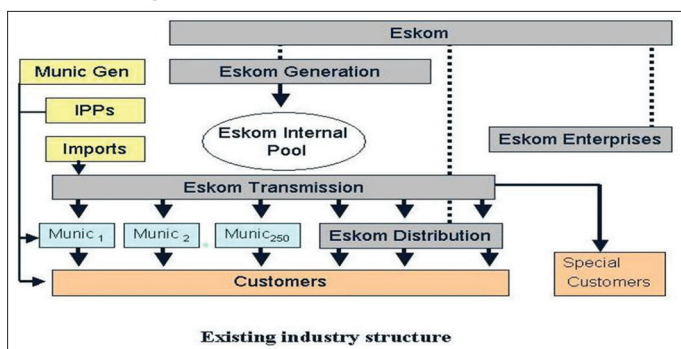 Eskom
Munic Gen
Eskom Generation
IPPs
Eskom Internal
Pool
Imports
Eskom Enterprises
Eskom Transmission
Munic 1
Munic 2
Munic250
Eskom Distribution
Customers
Special
Customers
Existing industry structure